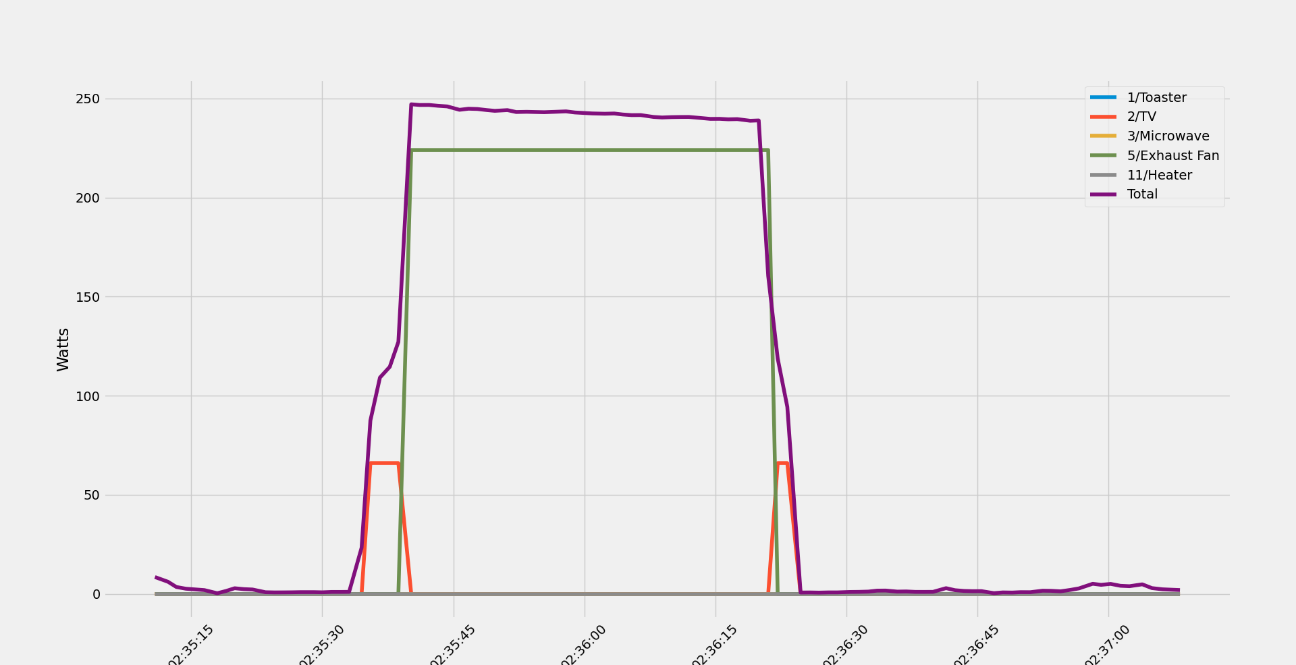 250
200
150
100
50
0
Watts
1/Toaster
2/TV
3/Microwave
5/Exhaust Fan
11/Heater
Total
02:35:15
02:35:30
02:35:45
02:36:00
02:36:15
02:36:30
02:36:45
02:37:00